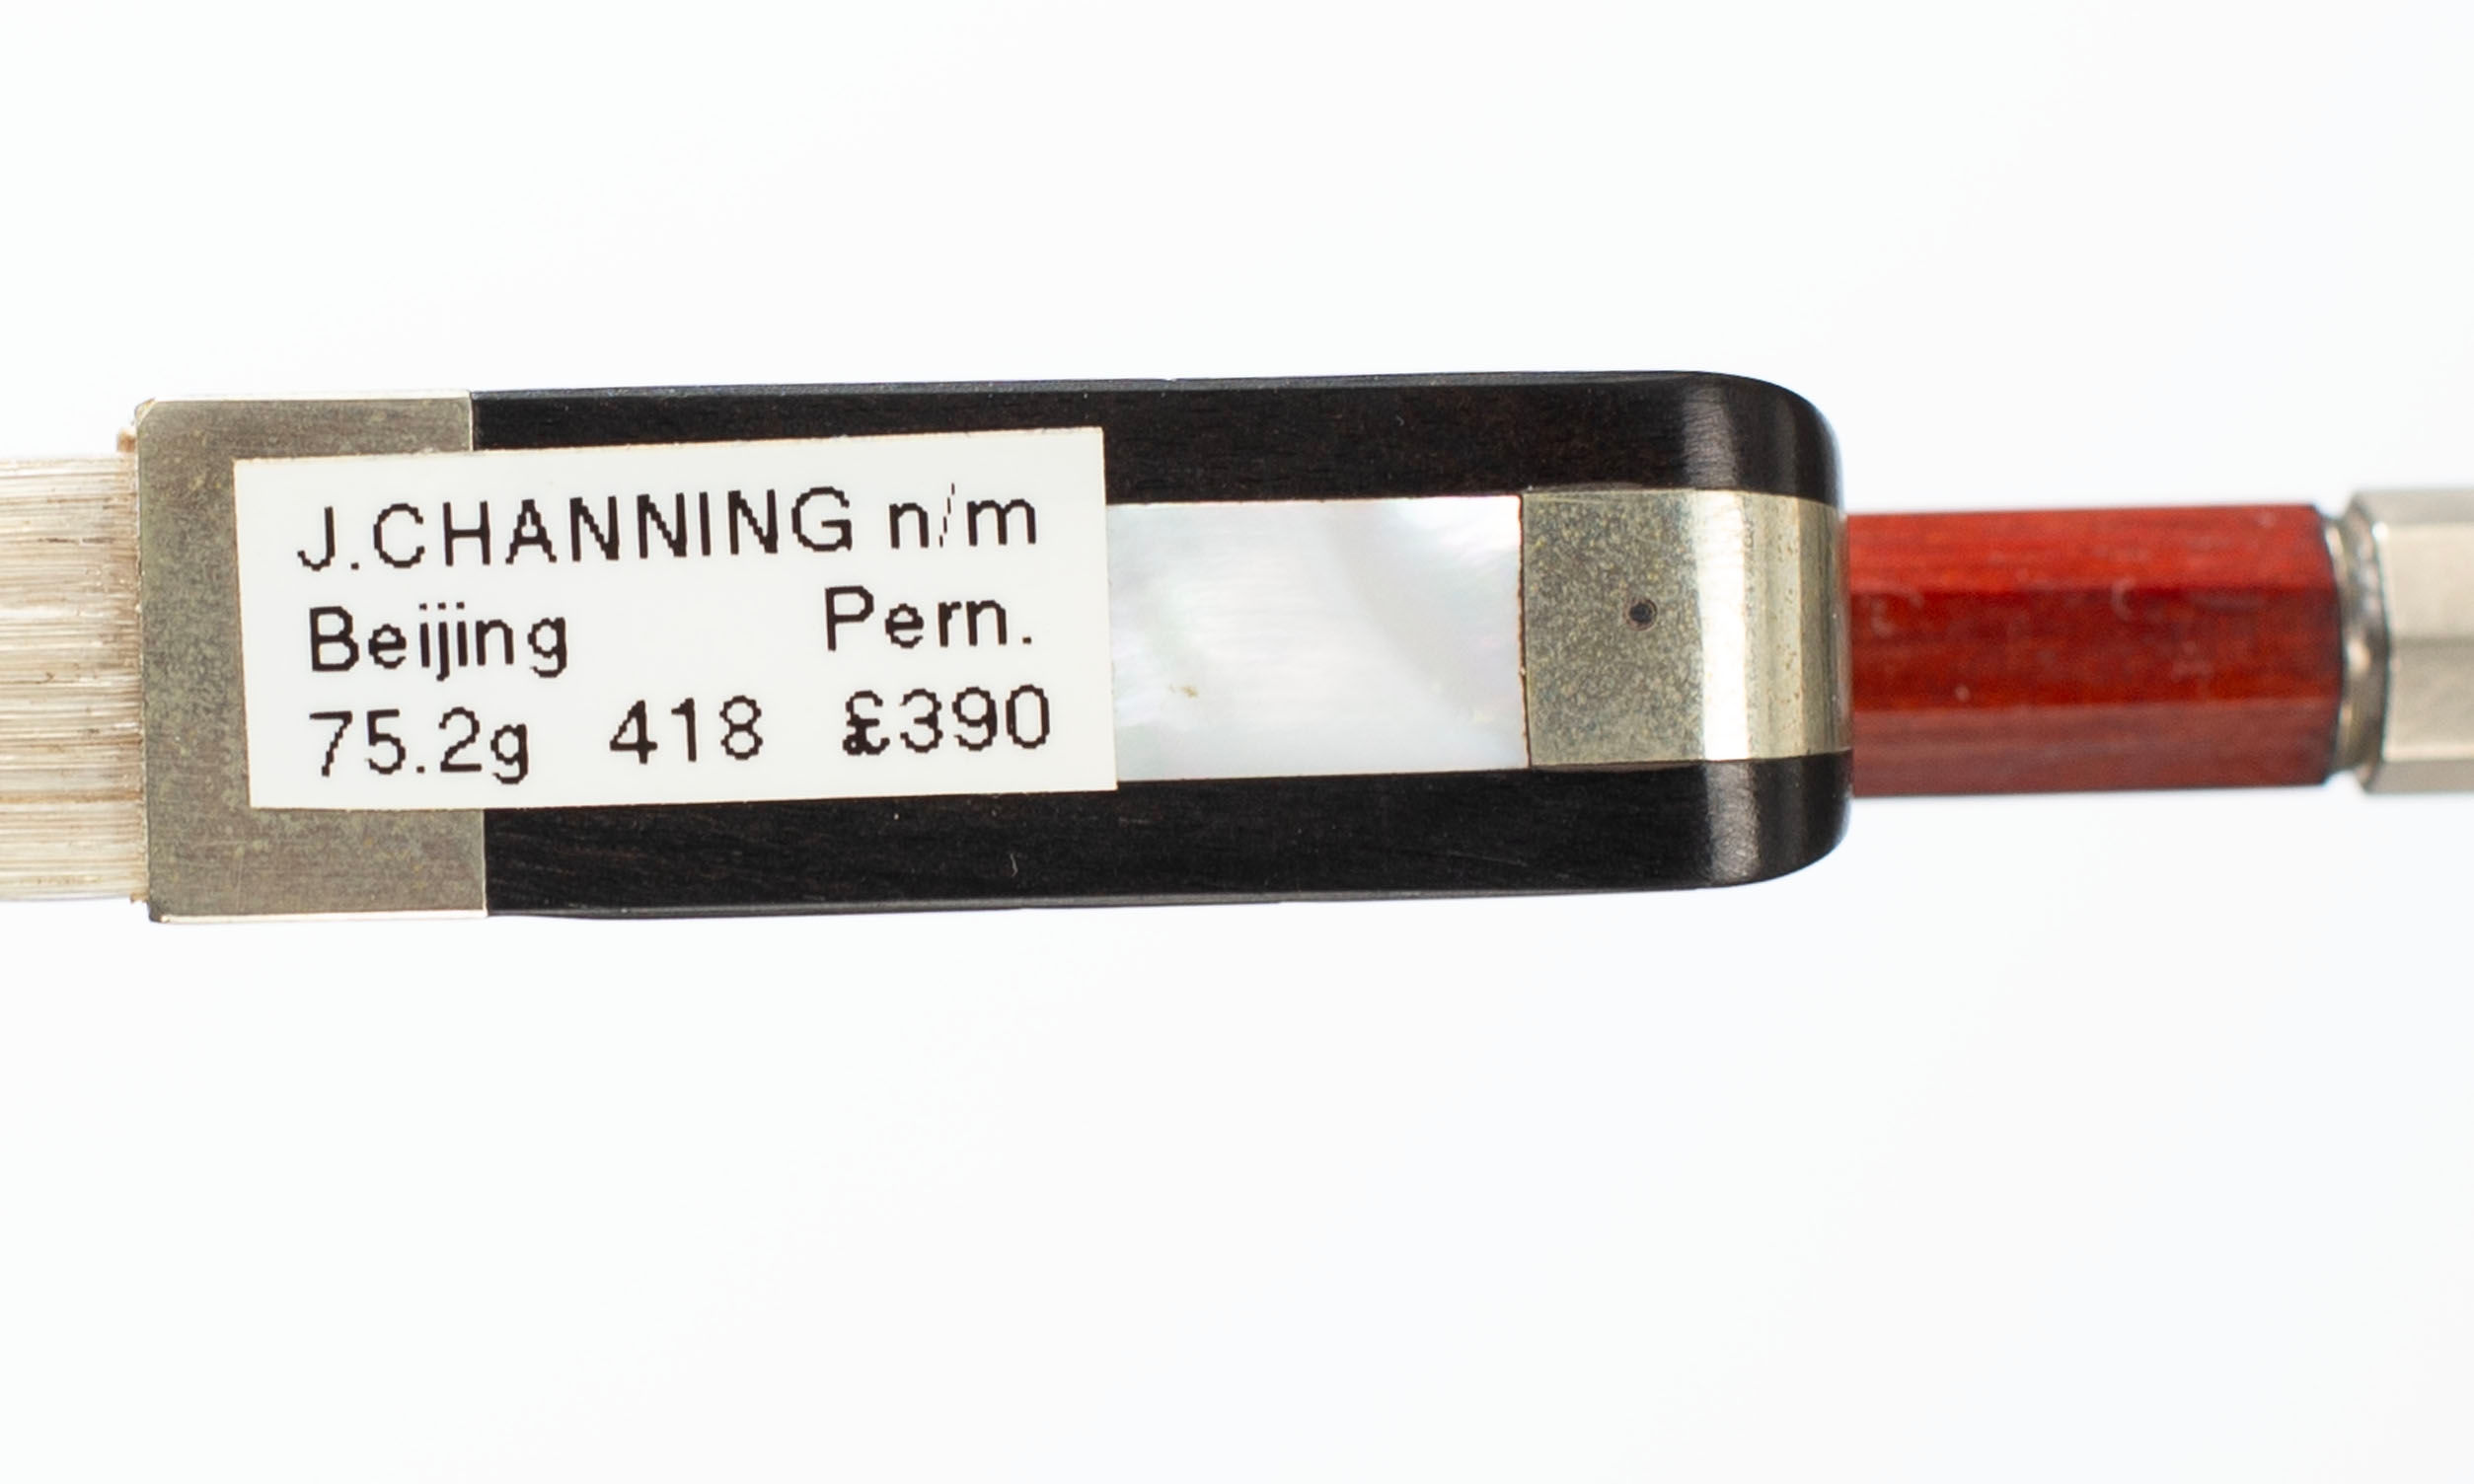 J.CHANNING n/m
Beijing Pern.
75.2g 418 £390